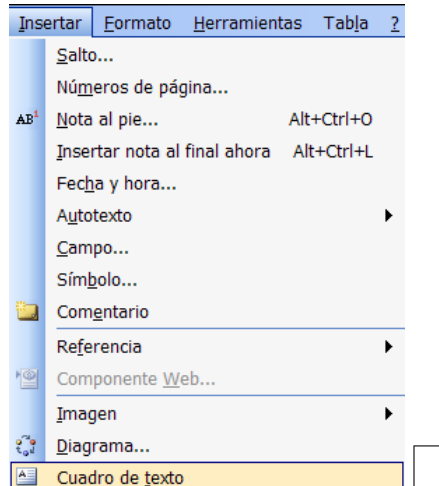 Insertar Formato Herramientas Tabla ?
Salto...
Números de página...
AB1 Nota al pie... Alt+Ctrl+O
Insertar nota al final ahora Alt+Ctrl+L
Fecha y hora...
Autotexto
Campo...
Símbolo...
Comentario
Referencia
Componente Web...
Imagen
Diagrama...
A Cuadro de texto